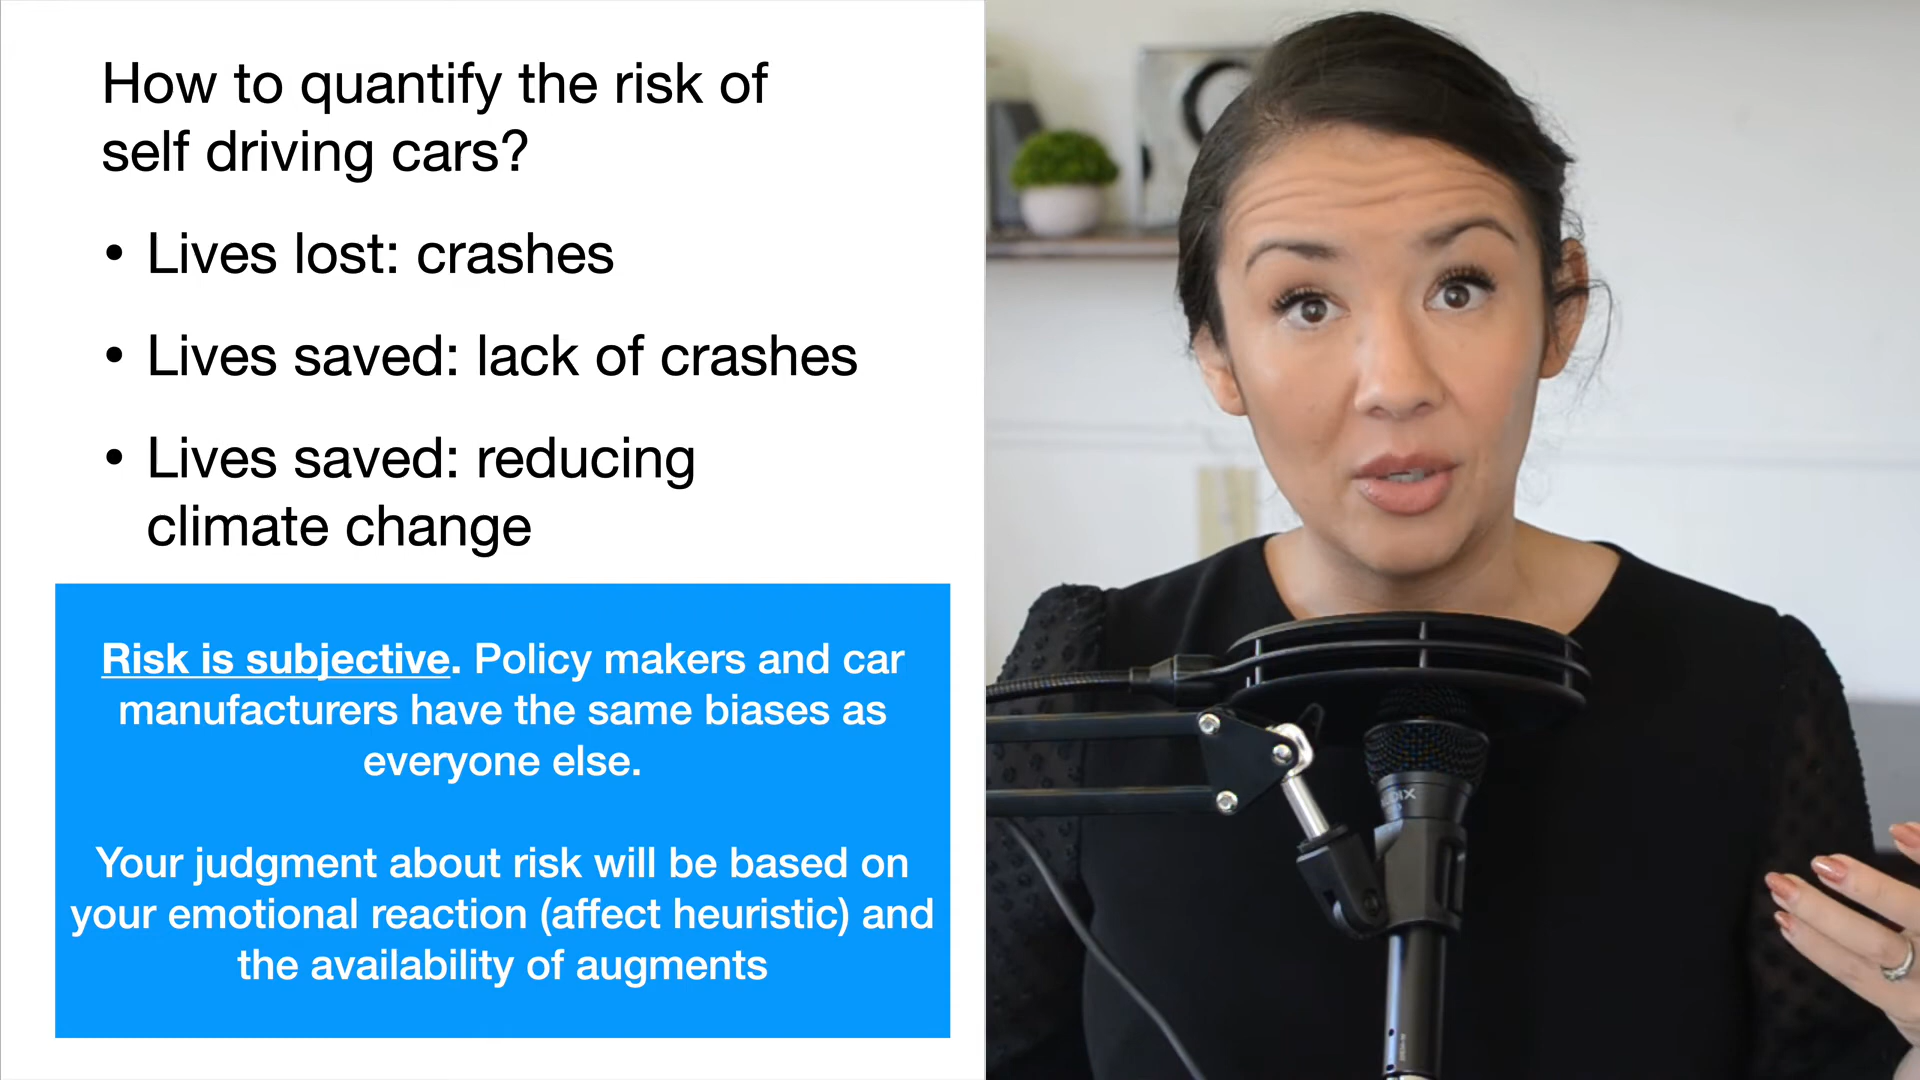 How to quantify the risk of
self driving cars?
• Lives lost: crashes
• Lives saved: lack of crashes
• Lives saved: reducing
climate change
Risk is subjective. Policy makers and car
manufacturers have the same biases as
everyone else.
Your judgment about risk will be based on
your emotional reaction (affect heuristic) and
the availability of augments